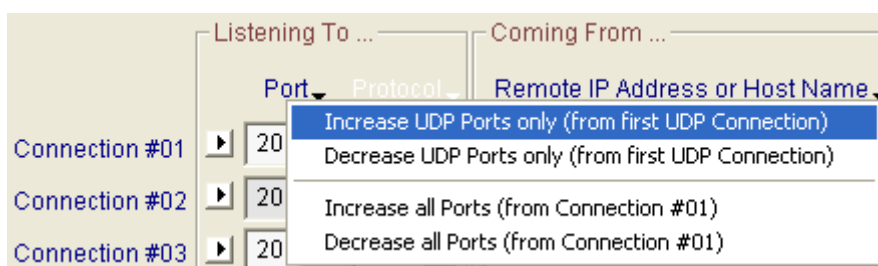 Listening To ... Coming From ...
Port Protocol Remote IP Address or Host Name
Increase UDP Ports only (from first UDP Connection)
Connection #01 20
Decrease UDP Ports only (from first UDP Connection)
Connection #02 20
Increase all Ports (from Connection #01)
Decrease all Ports (from Connection #01)
Connection #03 20